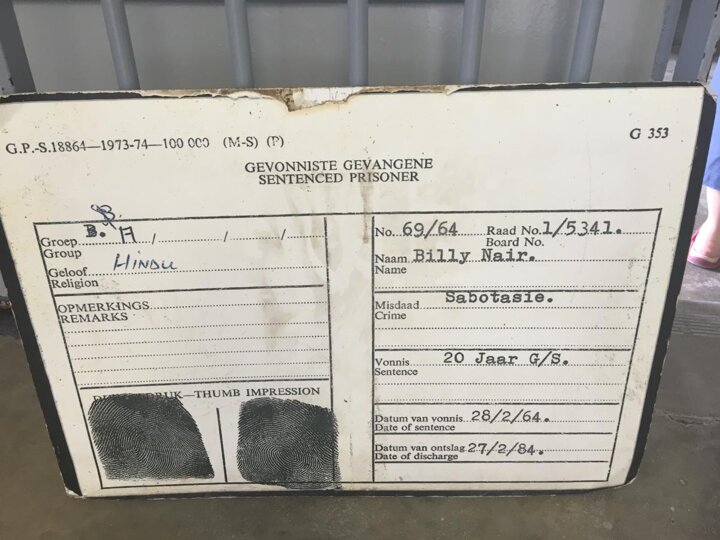 G.P.-S.18864—1973-74—100 000 (M-S) (P)
G 353
GEVONNISTE GEVANGENE
SENTENCED PRISONER
Groep B. B A / / /
Group
Geloof HINDU
Religion
OPMERKINGS
REMARKS
DRUK—THUMB IMPRESSION
No. 69/64 Raad No. 1/5341.
Board No.
Naam Billy Nair.
Name
Misdaad Sabotasie.
Crime
Vonnis 20 Jaar G/S.
Sentence
Datum van vonnis 28/2/64.
Date of sentence
Datum van ontslag 27/2/84.
Date of discharge